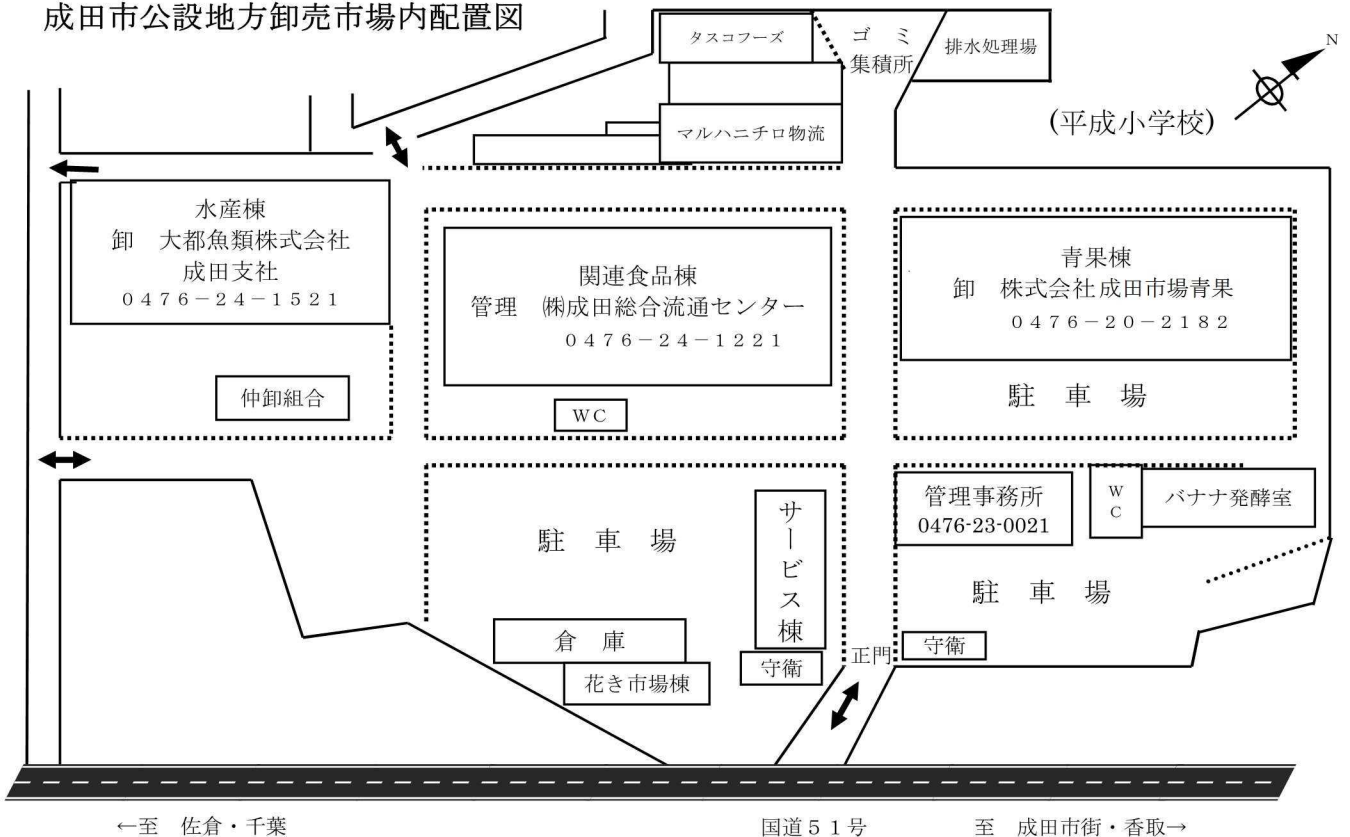 成田市公設地方卸売市場内配置図
タスコフーズ
ゴ ミ
集積所
排水処理場
N
(平成小学校)
マルハニチロ物流
水産棟
卸 大都魚類株式会社
成田支社
0476-24-1521
関連食品棟
管理 ㈱成田総合流通センター
0476-24-1221
青果棟
卸 株式会社成田市場青果
0476-20-2182
駐 車 場
仲卸組合
WC
管理事務所
0476-23-0021
WC
バナナ発酵室
駐 車 場
サービス棟
駐 車 場
倉 庫
花き市場棟
守衛
正門
守衛
←至 佐倉・千葉
国道51号
至 成田市街・香取→